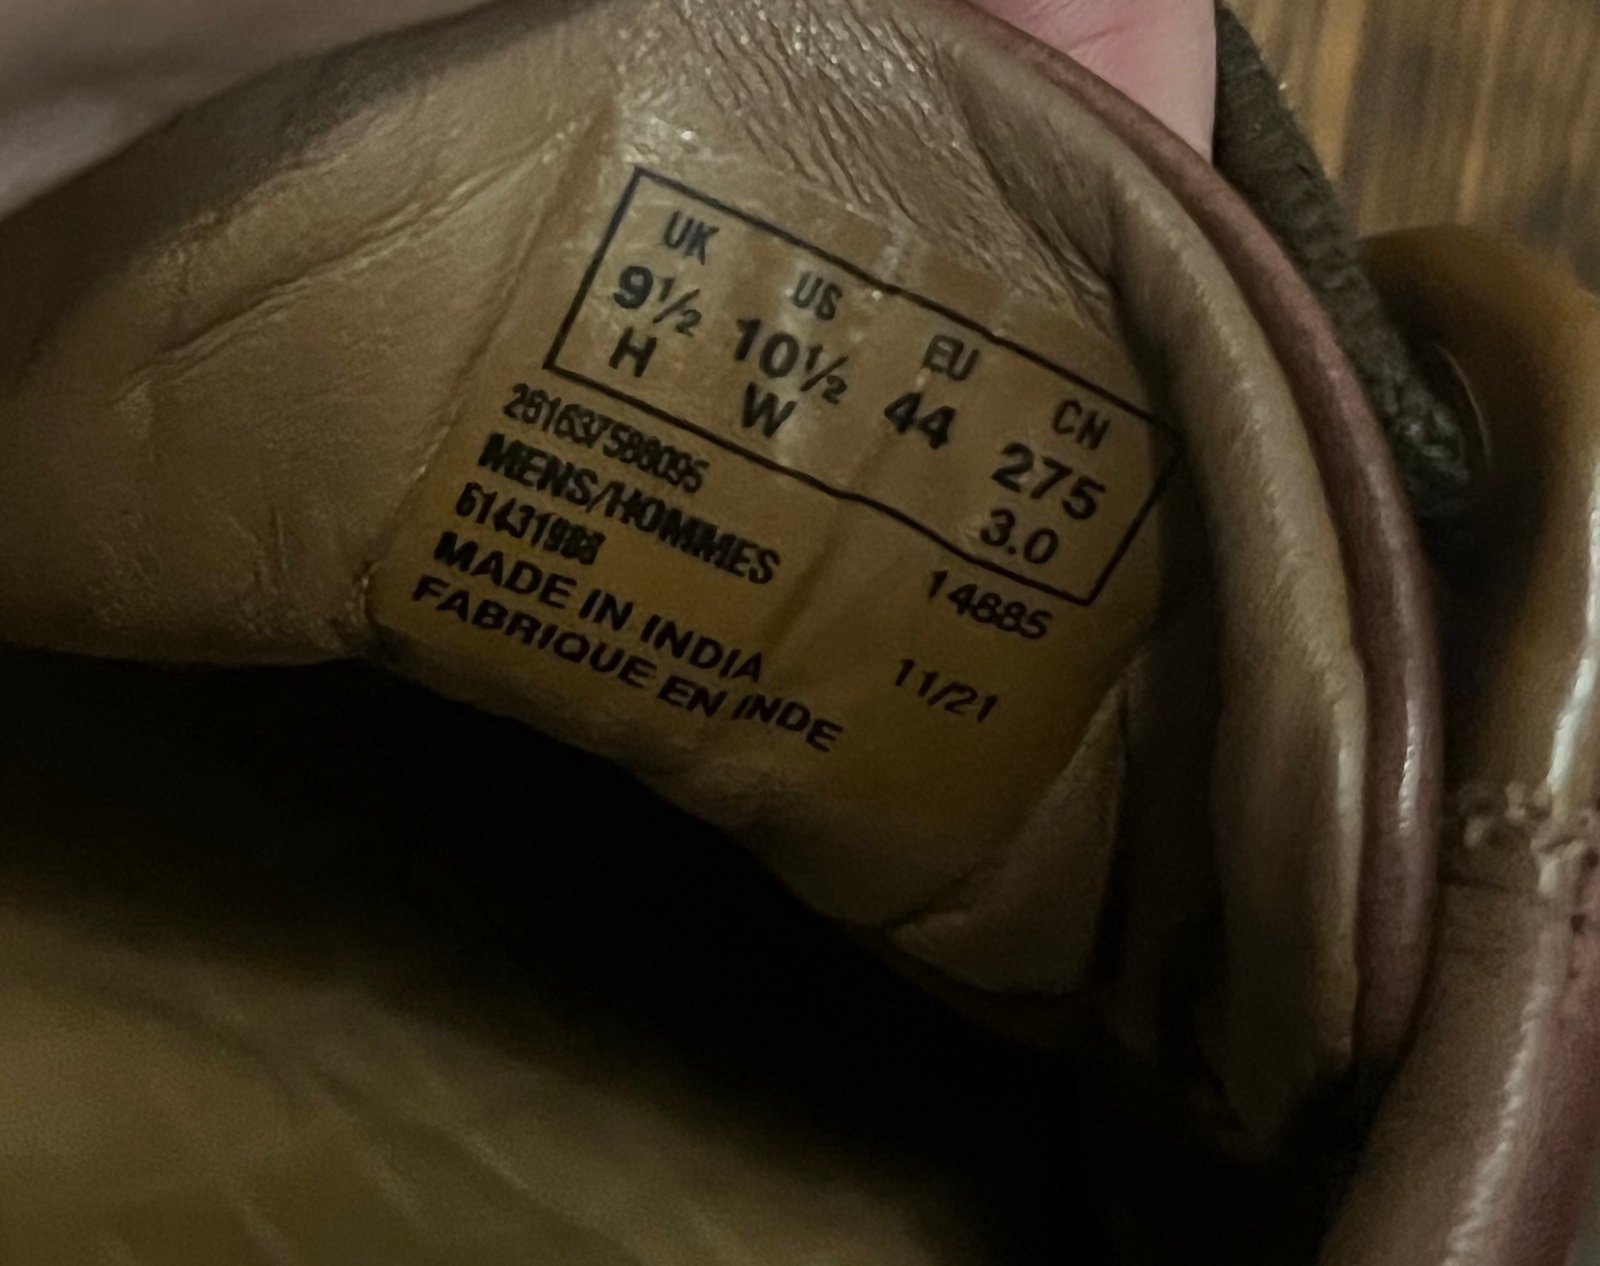 UK US EU CN
9½ 10½ 44 275
H W 3.0
261637588095
MENS/HOMMES
14885
MADE IN INDIA
11/21
FABRIQUE EN INDE